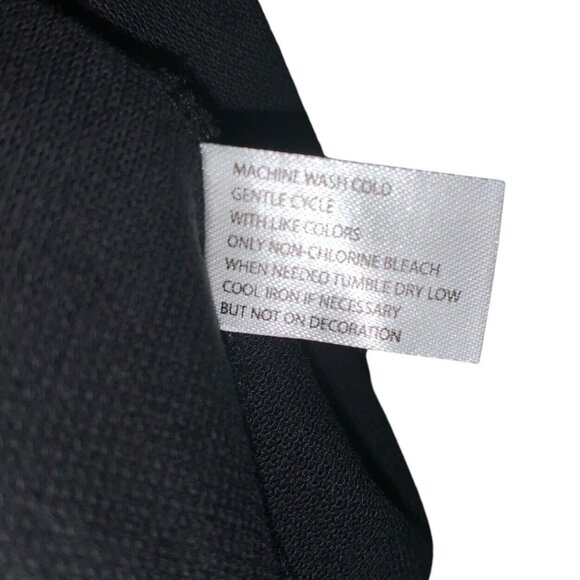 MACHINE WASH COLD
GENTLE CYCLE
WITH LIKE COLORS
ONLY NON-CHLORINE BLEACH
WHEN NEEDED TUMBLE DRY LOW
COOL IRON IF NECESSARY
BUT NOT ON DECORATION